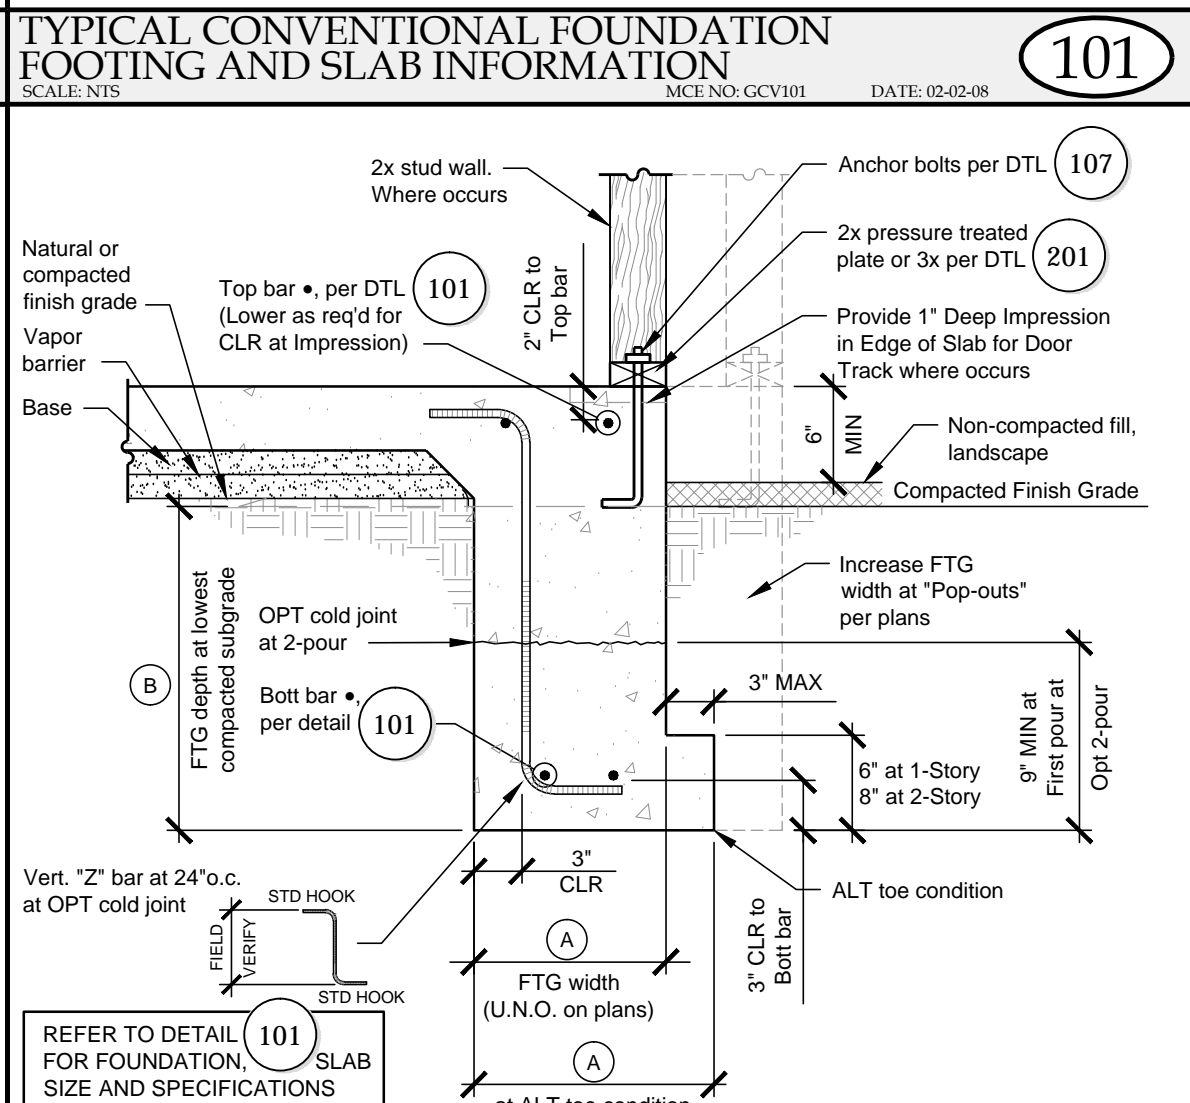 TYPICAL CONVENTIONAL FOUNDATION
FOOTING AND SLAB INFORMATION
SCALE: NTS
MCE NO: GCV101
DATE: 02-02-08
101
2x stud wall.
Where occurs
Anchor bolts per DTL
107
2x pressure treated
plate or 3x per DTL
201
Natural or
compacted
finish grade
Top bar •, per DTL
101
(Lower as req'd for
CLR at Impression)
2" CLR to
Top bar
Provide 1" Deep Impression
in Edge of Slab for Door
Track where occurs
Vapor
barrier
Base
6"
MIN
Non-compacted fill,
landscape
Compacted Finish Grade
Increase FTG
width at "Pop-outs"
per plans
FTG depth at lowest
compacted subgrade
B
OPT cold joint
at 2-pour
Bott bar •,
per detail
101
3" MAX
6" at 1-Story
8" at 2-Story
9" MIN at
First pour at
Opt 2-pour
3"
CLR
ALT toe condition
3" CLR to
Bott bar
Vert. "Z" bar at 24"o.c.
at OPT cold joint
STD HOOK
FIELD
VERIFY
STD HOOK
A
FTG width
(U.N.O. on plans)
A
at ALT toe condition
REFER TO DETAIL
101
FOR FOUNDATION, SLAB
SIZE AND SPECIFICATIONS